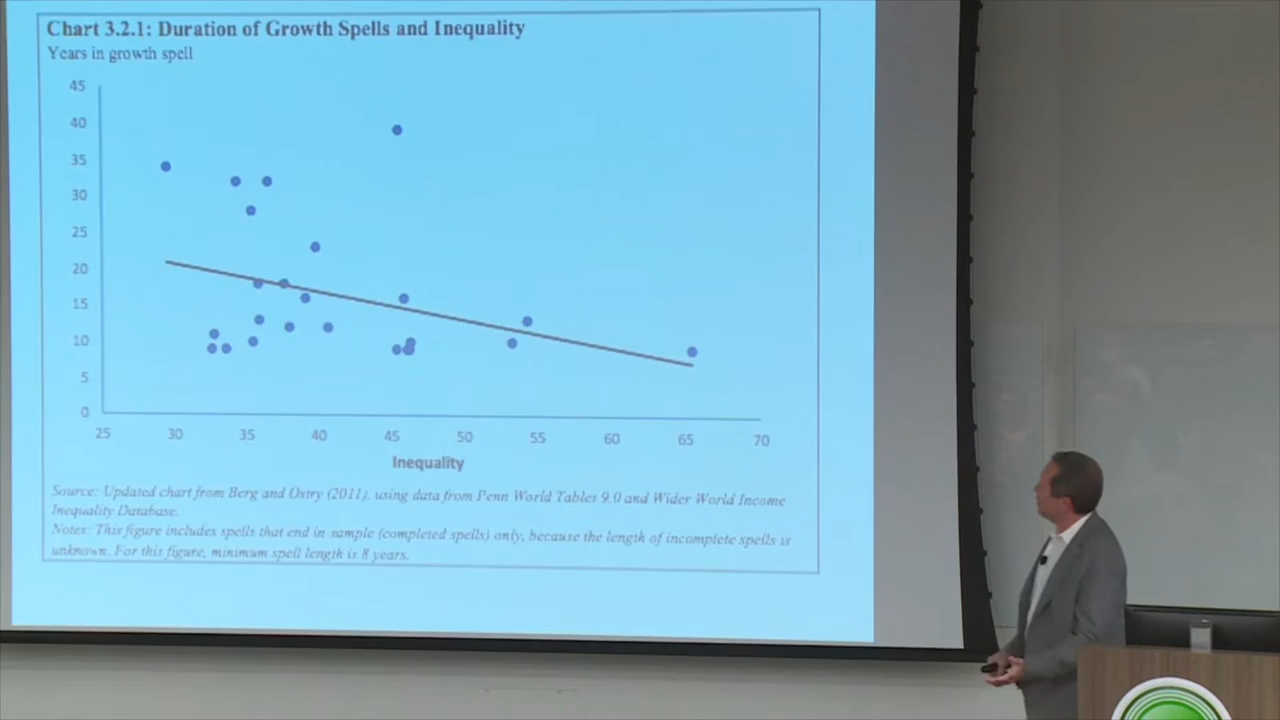 Chart 3.2.1: Duration of Growth Spells and Inequality
Years in growth spell
45
40
35
30
25
20
15
10
5
0
25 30 35 40 45 50 55 60 65 70
Inequality
Source: Updated chart from Berg and Ostry (2011), using data from Penn World Tables 9.0 and Wider World Income
Inequality Database.
Notes: This figure includes spells that end in-sample (completed spells) only, because the length of incomplete spells is
unknown. For this figure, minimum spell length is 8 years.